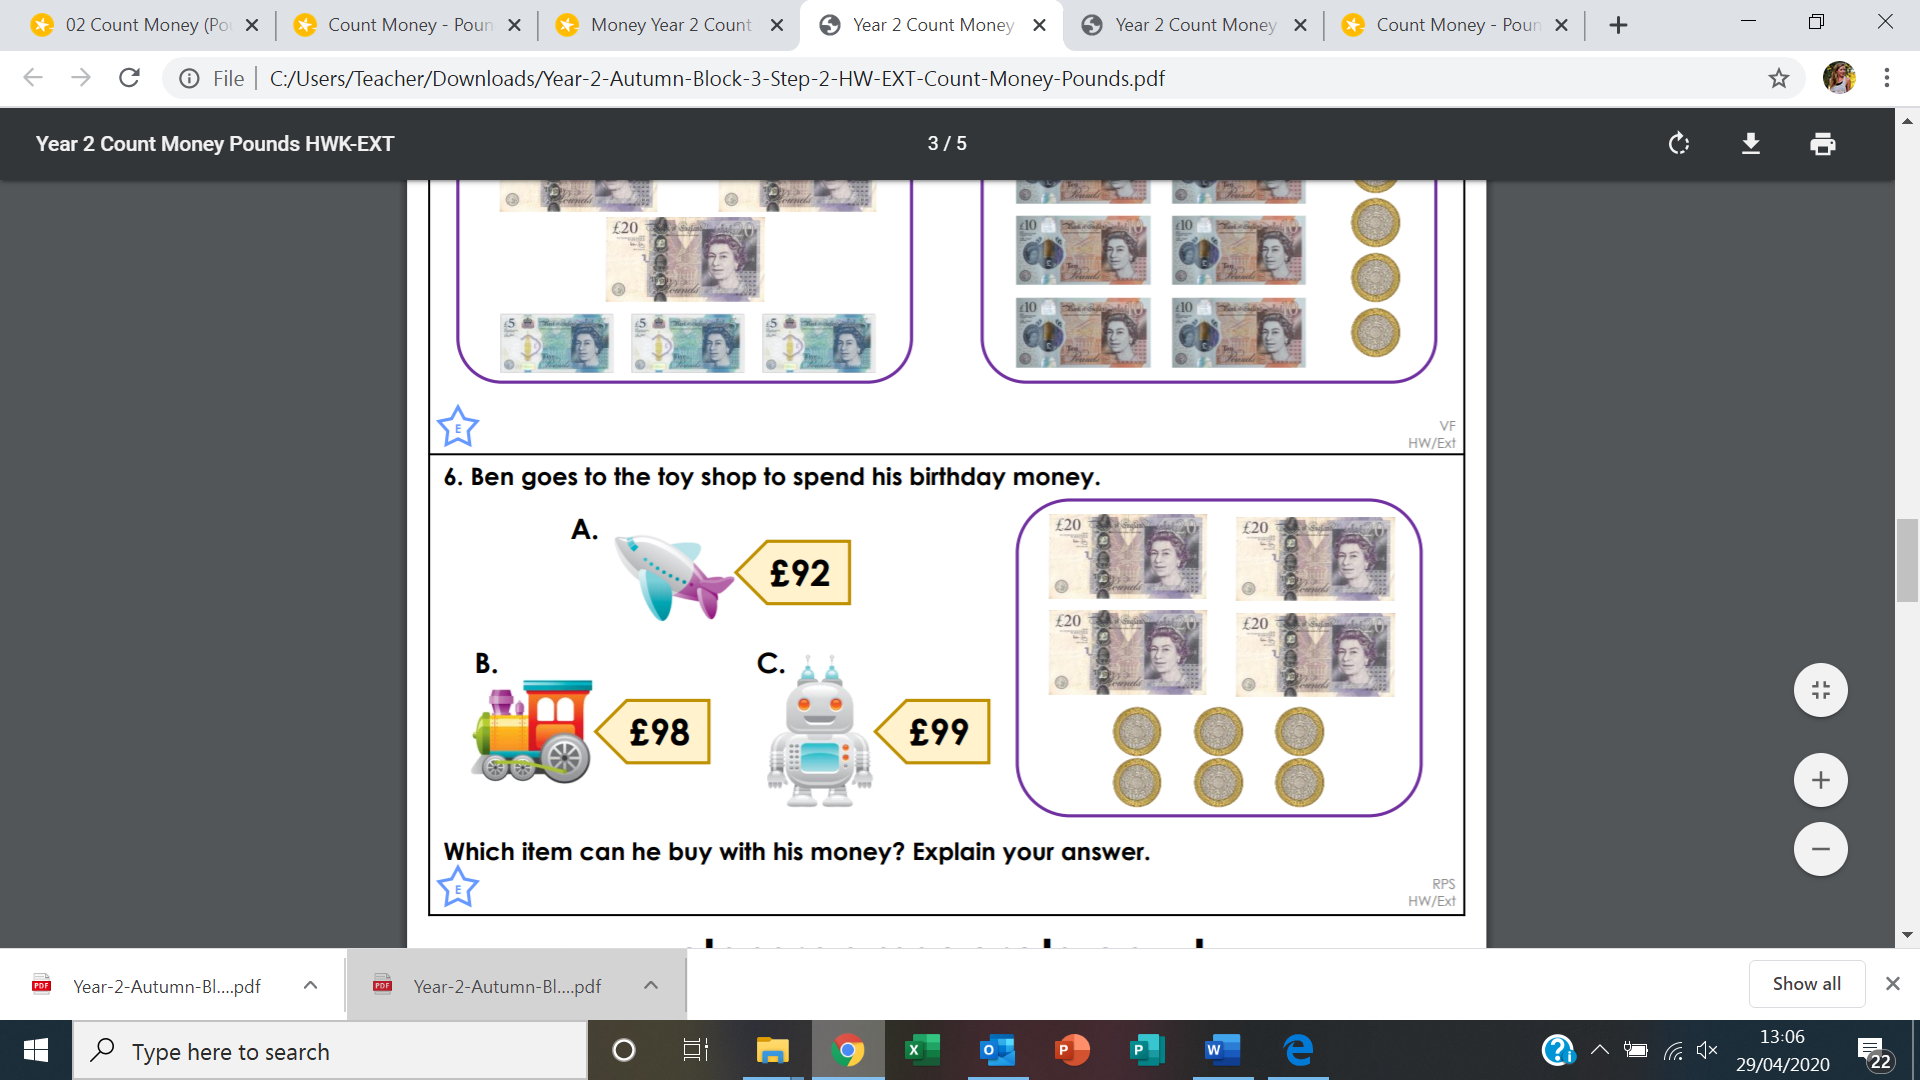 02 Count Money (Po
Count Money - Poun
Money Year 2 Count
Year 2 Count Money
Year 2 Count Money
Count Money - Poun
File
C:/Users/Teacher/Downloads/Year-2-Autumn-Block-3-Step-2-HW-EXT-Count-Money-Pounds.pdf
Year 2 Count Money Pounds HWK-EXT
3 / 5
£20
£10 £10
£10 £10
£5 £5 £5
E
VF
HW/Ext
6. Ben goes to the toy shop to spend his birthday money.
A.
£92
£20 £20
£20 £20
B.
£98
C.
£99
Which item can he buy with his money? Explain your answer.
E
RPS
HW/Ext
Year-2-Autumn-Bl....pdf
Year-2-Autumn-Bl....pdf
Show all
Type here to search
13:06
29/04/2020
22